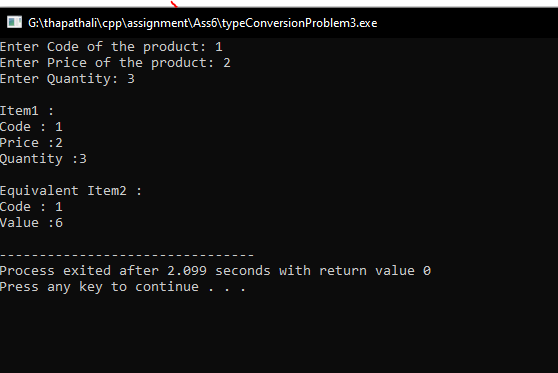 G:\thapathali\cpp\assignment\Ass6\typeConversionProblem3.exe
Enter Code of the product: 1
Enter Price of the product: 2
Enter Quantity: 3
Item1 :
Code : 1
Price :2
Quantity :3
Equivalent Item2 :
Code : 1
Value :6
--------------------------------
Process exited after 2.099 seconds with return value 0
Press any key to continue . . .